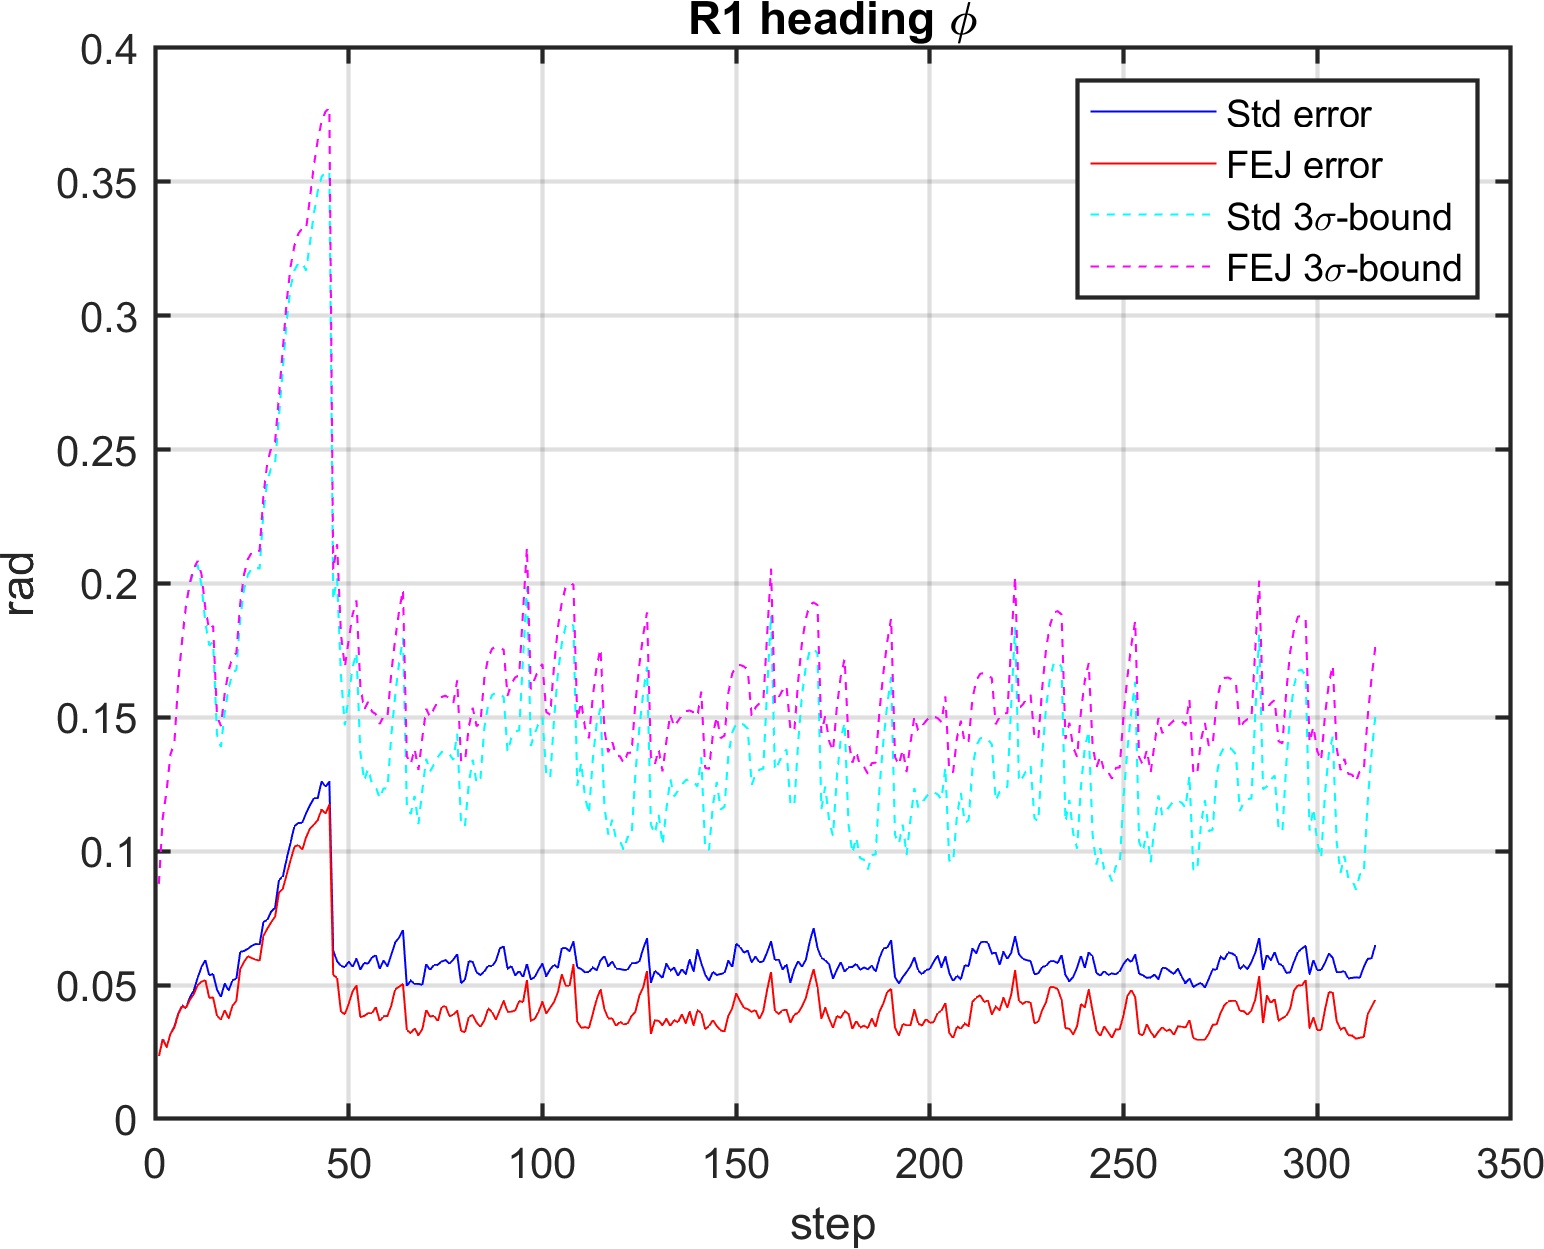 R1 heading ϕ
0.4
0.35
0.3
0.25
0.2
0.15
0.1
0.05
0
rad
Std error
FEJ error
Std 3σ-bound
FEJ 3σ-bound
0 50 100 150 200 250 300 350
step